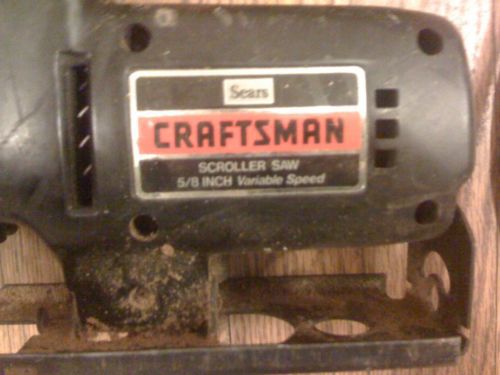 Sears
CRAFTSMAN
SCROLLER SAW
5/8 INCH Variable Speed